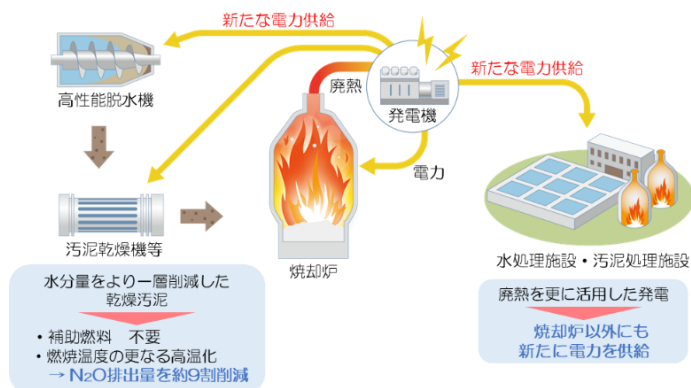 新たな電力供給
高性能脱水機
廃熱
発電機
新たな電力供給
電力
汚泥乾燥機等
焼却炉
水処理施設・汚泥処理施設
水分量をより一層削減した
乾燥汚泥
・補助燃料 不要
・燃焼温度の更なる高温化
→ N₂O排出量を約9割削減
廃熱を更に活用した発電
焼却炉以外にも
新たに電力を供給